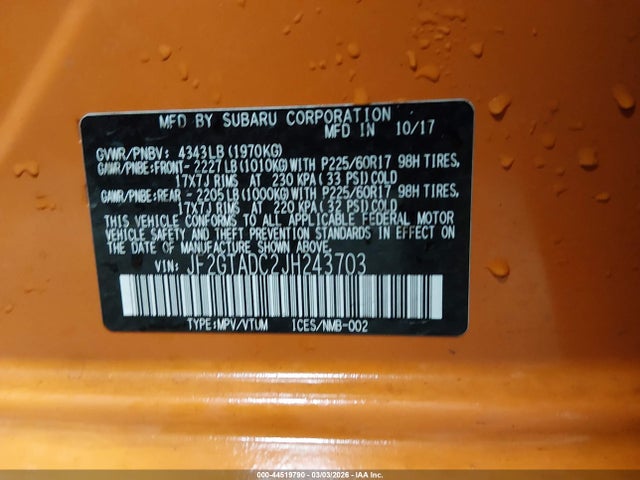 MFD BY SUBARU CORPORATION
MFD IN 10/17
GVWR/PNBV: 4343LB(1970KG)
GAWR/PNBE:FRONT-2227LB(1010KG)WITH P225/60R17 98H TIRES,
17X7J RIMS AT 230 KPA(33 PSI)COLD
GAWR/PNBE:REAR -2205LB(1000KG)WITH P225/60R17 98H TIRES,
17X7J RIMS AT 220 KPA(32 PSI)COLD
THIS VEHICLE CONFORMS TO ALL APPLICABLE FEDERAL MOTOR
VEHICLE SAFETY AND THEFT PREVENTION STANDARDS IN EFFECT
ON THE DATE OF MANUFACTURE SHOWN ABOVE.
VIN: JF2GTADC2JH243703
TYPE:MPV/VTUM ICES/NMB-002
© - 44519790 - 03/03/2026 - IAA Inc.